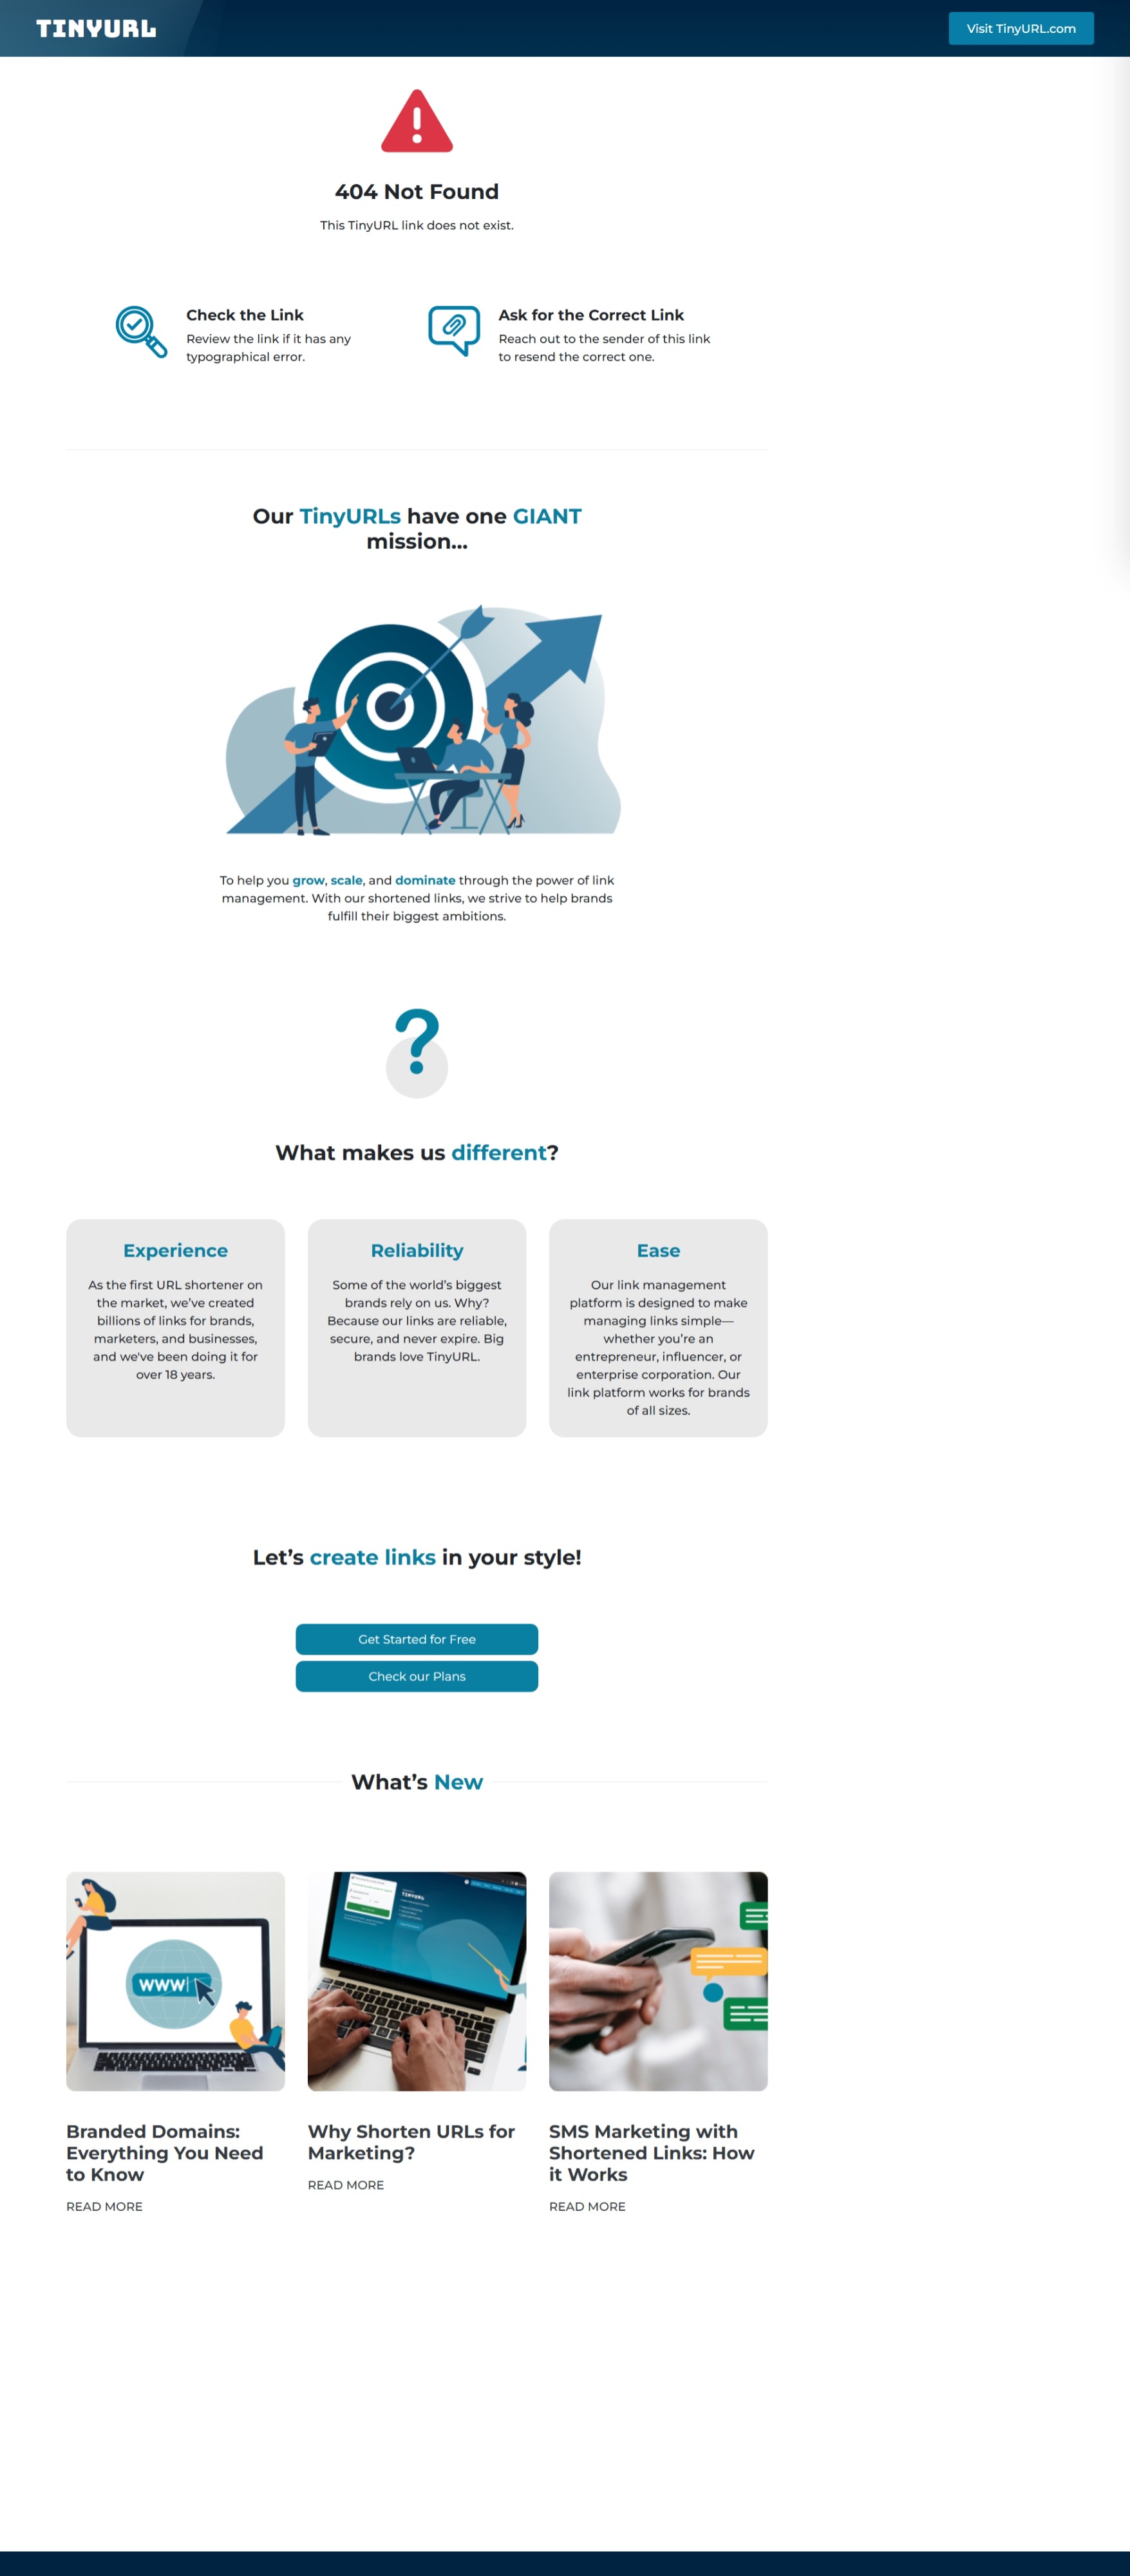 TINYURL
Visit TinyURL.com
404 Not Found
This TinyURL link does not exist.
Check the Link
Review the link if it has any
typographical error.
Ask for the Correct Link
Reach out to the sender of this link
to resend the correct one.
Our TinyURLs have one GIANT
mission...
To help you grow, scale, and dominate through the power of link
management. With our shortened links, we strive to help brands
fulfill their biggest ambitions.
?
What makes us different?
Experience
As the first URL shortener on
the market, we’ve created
billions of links for brands,
marketers, and businesses,
and we've been doing it for
over 18 years.
Reliability
Some of the world’s biggest
brands rely on us. Why?
Because our links are reliable,
secure, and never expire. Big
brands love TinyURL.
Ease
Our link management
platform is designed to make
managing links simple—
whether you’re an
entrepreneur, influencer, or
enterprise corporation. Our
link platform works for brands
of all sizes.
Let’s create links in your style!
Get Started for Free
Check our Plans
What’s New
WWW
TINYURL
Branded Domains:
Everything You Need
to Know
READ MORE
Why Shorten URLs for
Marketing?
READ MORE
SMS Marketing with
Shortened Links: How
it Works
READ MORE